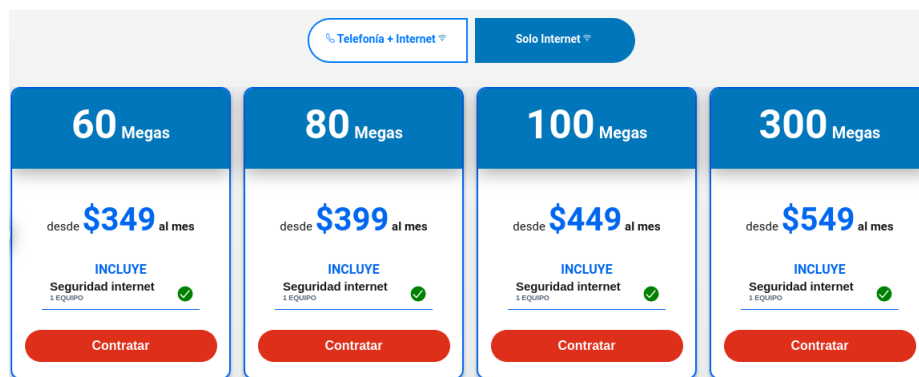 Telefonía + Internet
Solo Internet
60 Megas
desde $349 al mes
INCLUYE
Seguridad internet
1 EQUIPO
Contratar
80 Megas
desde $399 al mes
INCLUYE
Seguridad internet
1 EQUIPO
Contratar
100 Megas
desde $449 al mes
INCLUYE
Seguridad internet
1 EQUIPO
Contratar
300 Megas
desde $549 al mes
INCLUYE
Seguridad internet
1 EQUIPO
Contratar